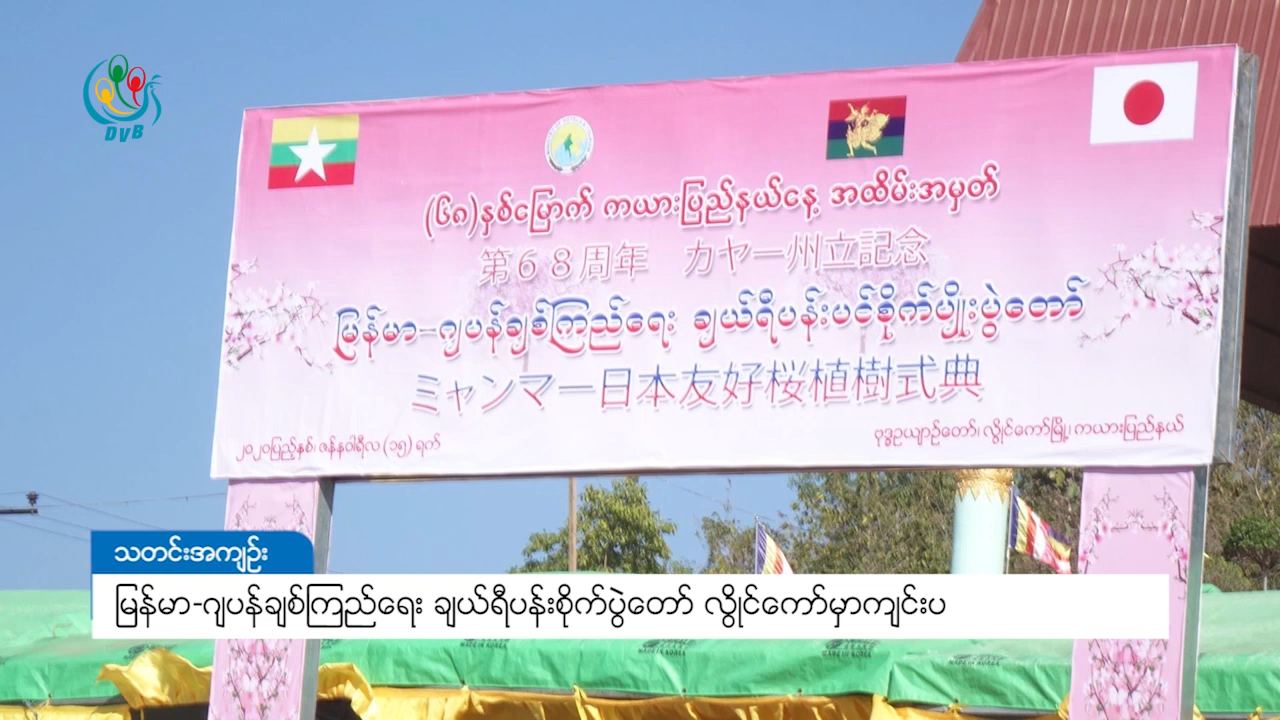 DVB
(၆၈)နှစ်မြောက် ကယားပြည်နယ်နေ့ အထိမ်းအမှတ်
第６８周年　カヤー州立記念
မြန်မာ-ဂျပန်ချစ်ကြည်ရေး ချယ်ရီပန်းပင်စိုက်ပျိုးပွဲတော်
ミャンマー日本友好桜植樹式典
၂၀၂၀ပြည့်နှစ်၊ ဇန်နဝါရီလ (၁၅) ရက်
ဗုဒ္ဓဥယျာဉ်တော်၊ လွိုင်ကော်မြို့၊ ကယားပြည်နယ်
သတင်းအကျဉ်း
မြန်မာ-ဂျပန်ချစ်ကြည်ရေး ချယ်ရီပန်းစိုက်ပွဲတော် လွိုင်ကော်မှာကျင်းပ
MADE IN KOREA